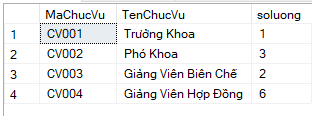 MaChucVu TenChucVu soluong
1 CV001 Trưởng Khoa 1
2 CV002 Phó Khoa 3
3 CV003 Giảng Viên Biên Chế 2
4 CV004 Giảng Viên Hợp Đồng 6